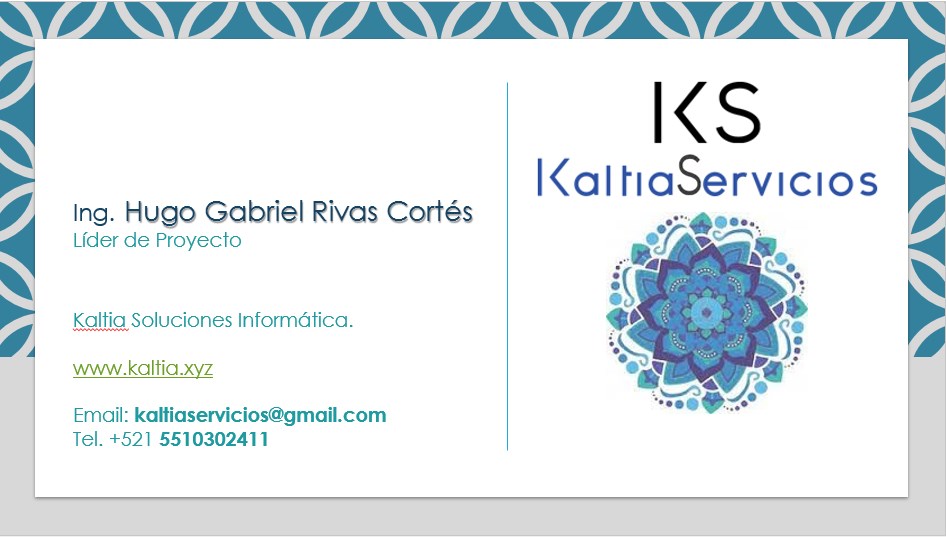 Ing. Hugo Gabriel Rivas Cortés
Líder de Proyecto
Kaltia Soluciones Informática.
www.kaltia.xyz
Email: kaltiaservicios@gmail.com
Tel. +521 5510302411
KS
KaltiaServicios